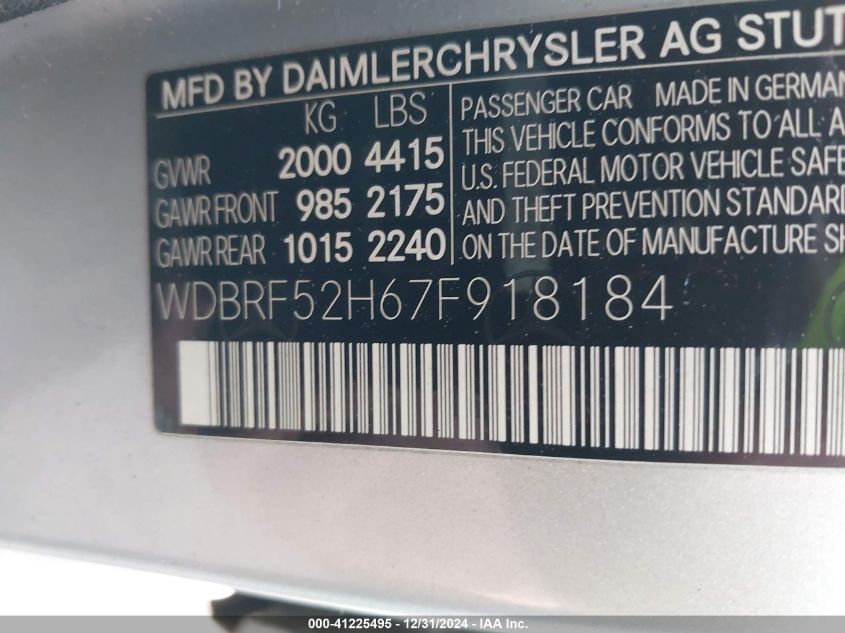 MFD BY DAIMLERCHRYSLER AG STUT
KG LBS
GVWR 2000 4415
GAWR FRONT 985 2175
GAWR REAR 1015 2240
PASSENGER CAR MADE IN GERMAN
THIS VEHICLE CONFORMS TO ALL A
U.S. FEDERAL MOTOR VEHICLE SAFE
AND THEFT PREVENTION STANDARD
ON THE DATE OF MANUFACTURE SH
WDBRF52H67F918184
000-41225495 - 12/31/2024 - IAA Inc.